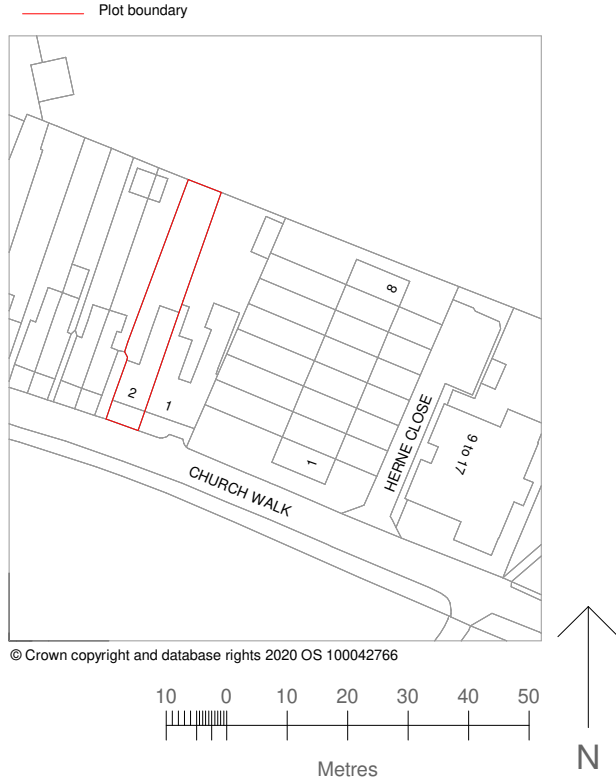 Plot boundary
8
2
1
HERNE CLOSE
9 to 17
1
CHURCH WALK
© Crown copyright and database rights 2020 OS 100042766
10 0 10 20 30 40 50
Metres
N